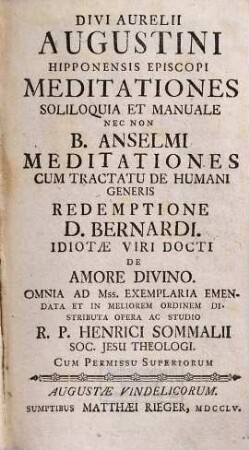 DIVI AURELII
AUGUSTINI
HIPPONENSIS EPISCOPI
MEDITATIONES
SOLILOQUIA ET MANUALE
NEC NON
B. ANSELMI
MEDITATIONES
CUM TRACTATU DE HUMANI
GENERIS
REDEMPTIONE
D. BERNARDI.
IDIOTÆ VIRI DOCTI
DE
AMORE DIVINO.
OMNIA AD Mss. EXEMPLARIA EMEN-
DATA ET IN MELIOREM ORDINEM DI-
STRIBUTA OPERA AC STUDIO
R. P. HENRICI SOMMALII
SOC. JESU THEOLOGI.
CUM PERMISSU SUPERIORUM
AUGUSTÆ VINDELICORUM.
SUMPTIBUS MATTHÆI RIEGER, MDCCLV.